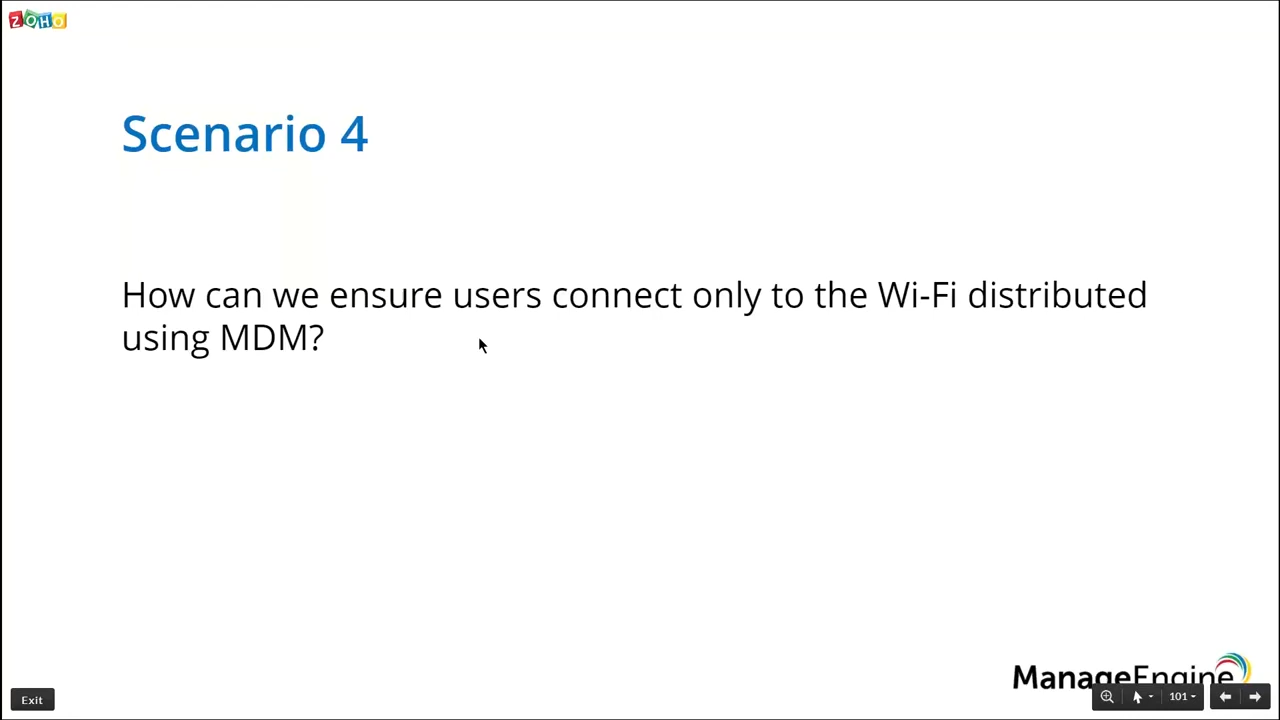 ZOHO
Scenario 4
How can we ensure users connect only to the Wi-Fi distributed
using MDM?
ManageEngine
Exit
101